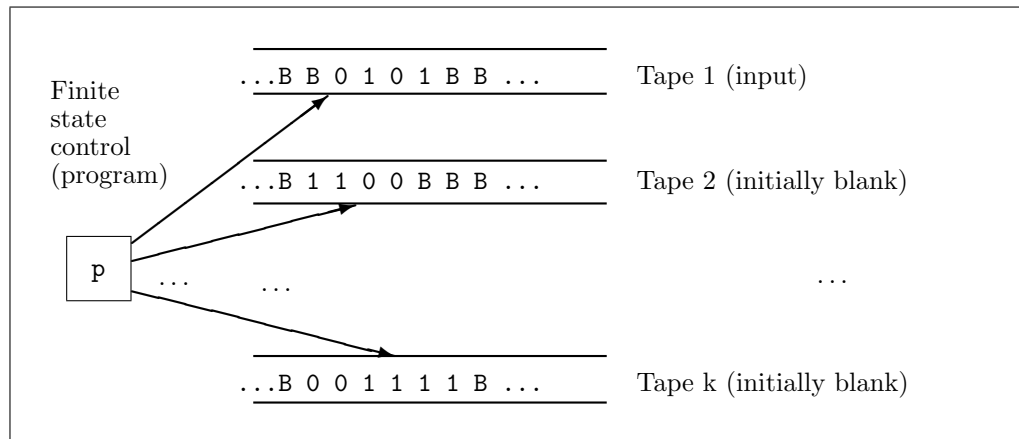 ...B B 0 1 0 1 B B ... Tape 1 (input)
Finite
state
control
(program)
...B 1 1 0 0 B B B ... Tape 2 (initially blank)
p
... ... ...
...B 0 0 1 1 1 1 B ... Tape k (initially blank)